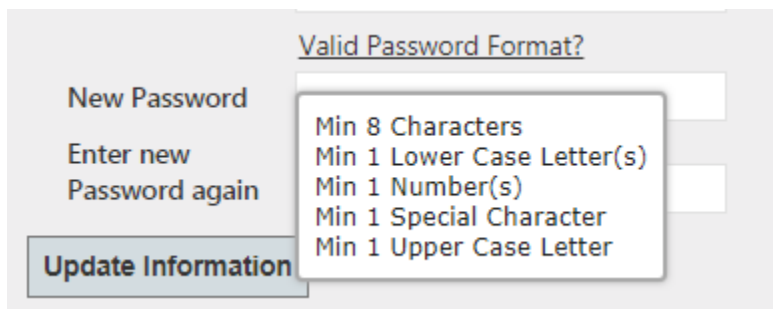 Valid Password Format?
New Password
Min 8 Characters
Min 1 Lower Case Letter(s)
Min 1 Number(s)
Min 1 Special Character
Min 1 Upper Case Letter
Enter new
Password again
Update Information